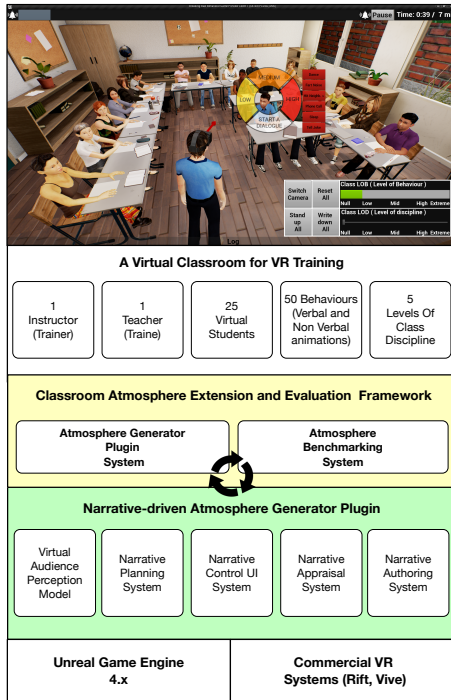 Pause Time: 0:39 / 7 m
MEDIUM
LOW
HIGH
START A
DIALOGUE
Switch
Camera
Reset
All
Stand
up
All
Write
down
All
Class LOB ( Level of Behaviour )
Null Low Mid High Extreme
Class LOD ( Level of discipline )
Null Low Mid High Extreme
Log
A Virtual Classroom for VR Training
1
Instructor
(Trainer)
1
Teacher
(Traine)
25
Virtual
Students
50 Behaviours
(Verbal and
Non Verbal
animations)
5
Levels Of
Class
Discipline
Classroom Atmosphere Extension and Evaluation Framework
Atmosphere Generator
Plugin
System
Atmosphere
Benchmarking
System
Narrative-driven Atmosphere Generator Plugin
Virtual
Audience
Perception
Model
Narrative
Planning
System
Narrative
Control UI
System
Narrative
Appraisal
System
Narrative
Authoring
System
Unreal Game Engine
4.x
Commercial VR
Systems (Rift, Vive)